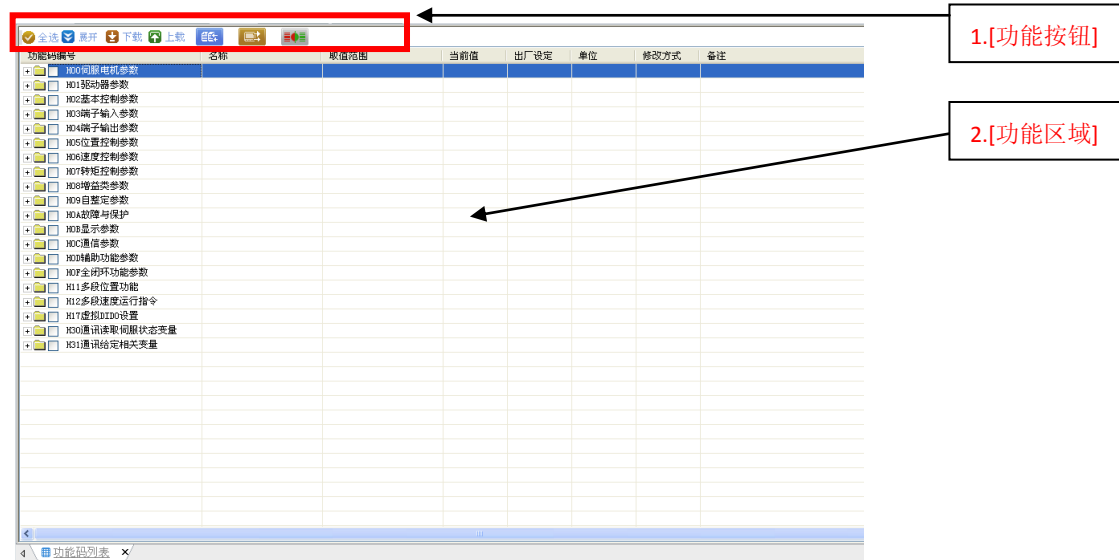 全选 展开 下载 上载
1.[功能按钮]
功能码编号 名称 取值范围 当前值 出厂设定 单位 修改方式 备注
H00伺服电机参数
H01驱动器参数
H02基本控制参数
H03端子输入参数
H04端子输出参数
H05位置控制参数
H06速度控制参数
H07转矩控制参数
H08增益类参数
H09自整定参数
H0A故障与保护
H0B显示参数
H0C通信参数
H0D辅助功能参数
H0F全闭环功能参数
H11多段位置功能
H12多段速度运行指令
H17虚拟DIDO设置
H30通讯读取伺服状态变量
H31通讯给定相关变量
2.[功能区域]
功能码列表